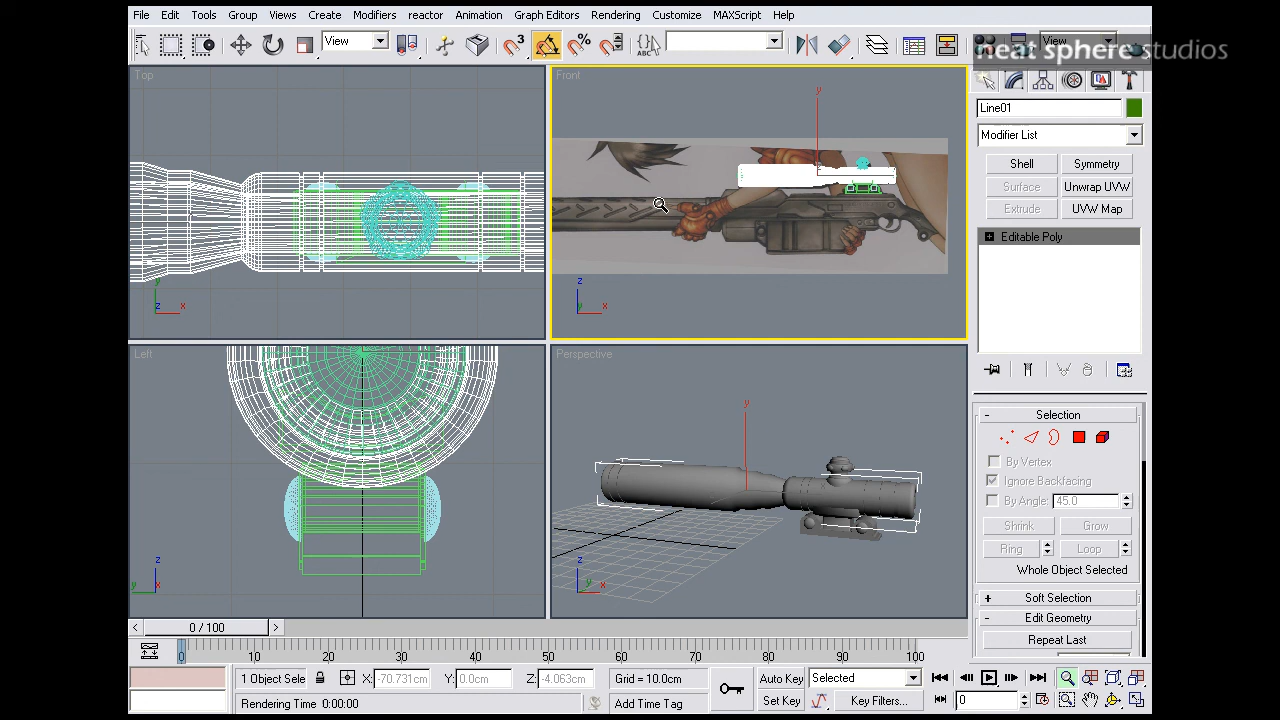 File Edit Tools Group Views Create Modifiers reactor Animation Graph Editors Rendering Customize MAXScript Help
View 3 % ABC View
neat sphere studios
Top Front
Line01
Modifier List
Shell Symmetry
Surface Unwrap UVW
Extrude UVW Map
Editable Poly
Left Perspective
Selection
By Vertex
Ignore Backfacing
By Angle: 45.0
Shrink Grow
Ring Loop
Whole Object Selected
Soft Selection
Edit Geometry
Repeat Last
0 / 100
0 10 20 30 40 50 60 70 80 90 100
1 Object Sele X: -70.731cm Y: 0.0cm Z: -4.063cm Grid = 10.0cm Auto Key Selected
Rendering Time 0:00:00 Add Time Tag Set Key Key Filters... 0